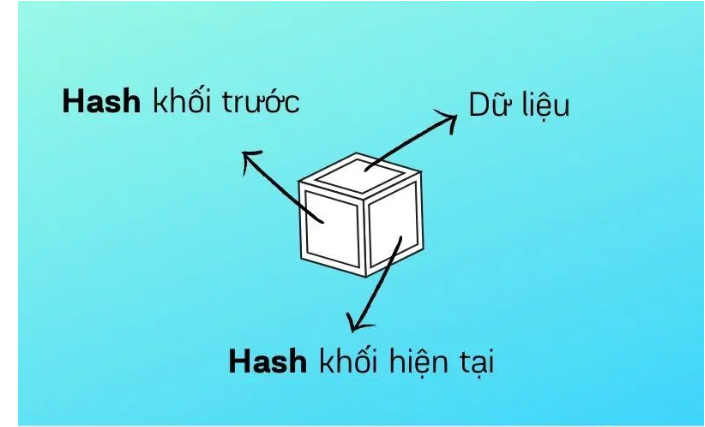 Hash khối trước
Dữ liệu
Hash khối hiện tại